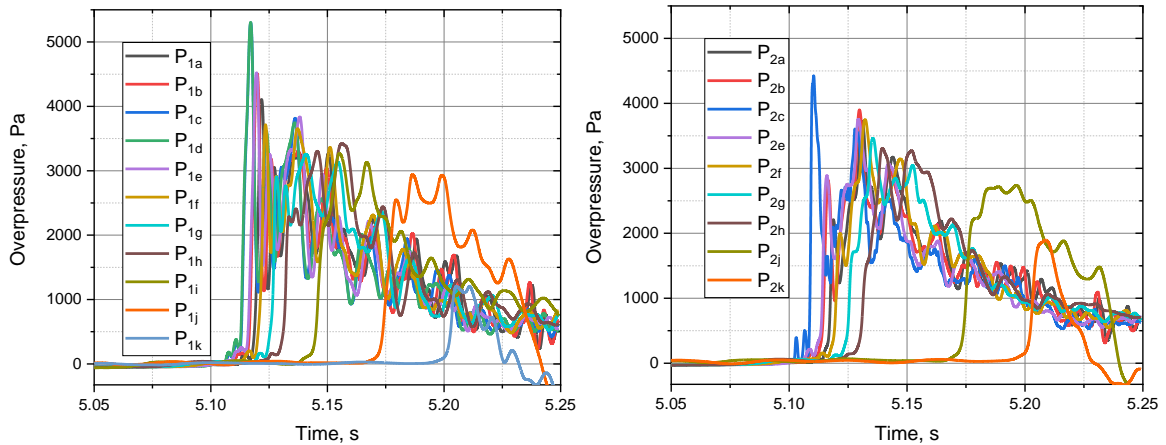 5000
4000
3000
2000
1000
0
Overpressure, Pa
P1a
P1b
P1c
P1d
P1e
P1f
P1g
P1h
P1i
P1j
P1k
5.05
5.10
5.15
5.20
5.25
Time, s
5000
4000
3000
2000
1000
0
Overpressure, Pa
P2a
P2b
P2c
P2e
P2f
P2g
P2h
P2j
P2k
5.05
5.10
5.15
5.20
5.25
Time, s